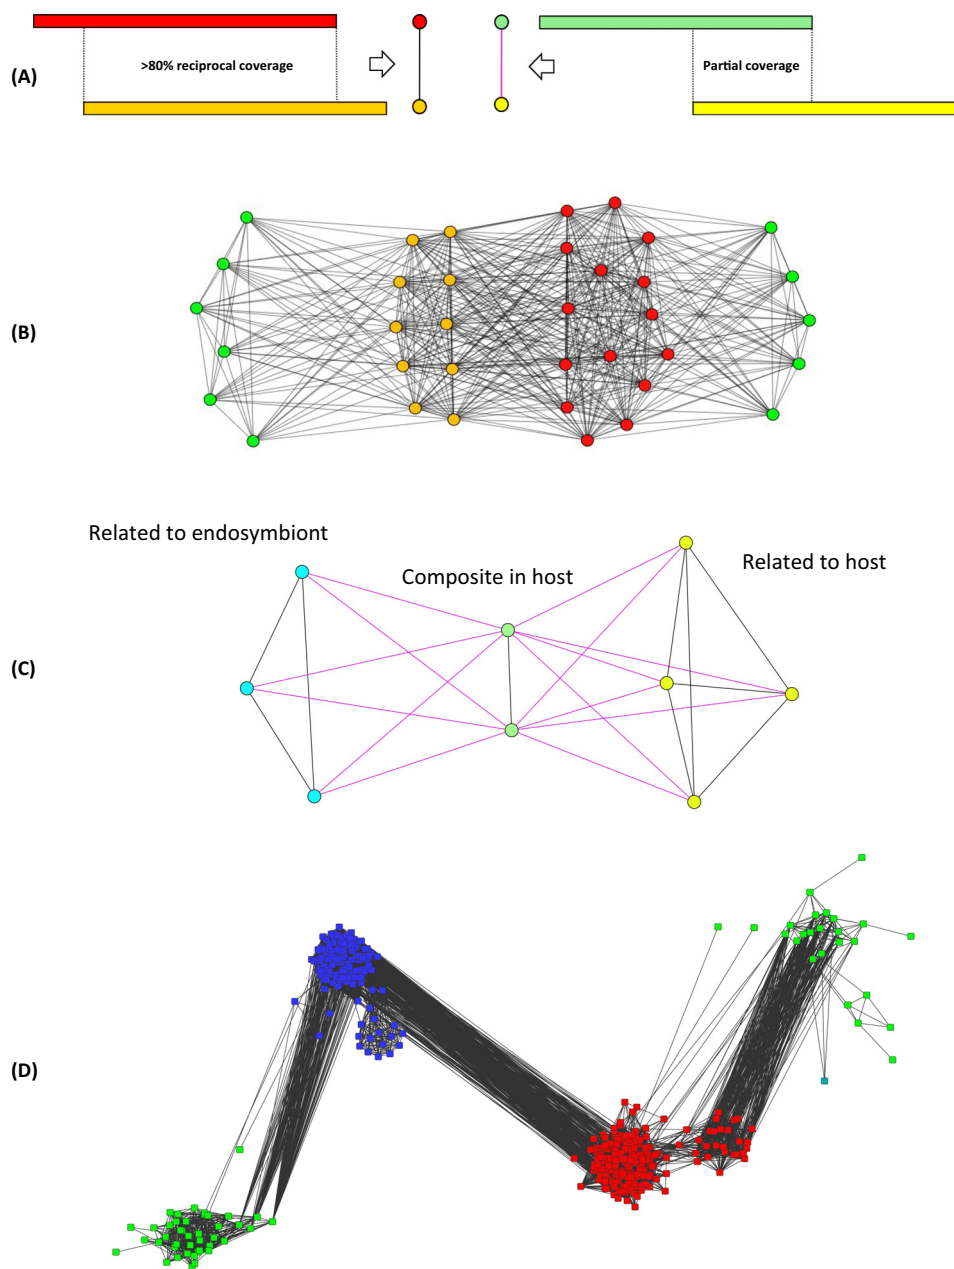 (A)
>80% reciprocal coverage
Partial coverage
(B)
Related to endosymbiont
Composite in host
Related to host
(C)
(D)